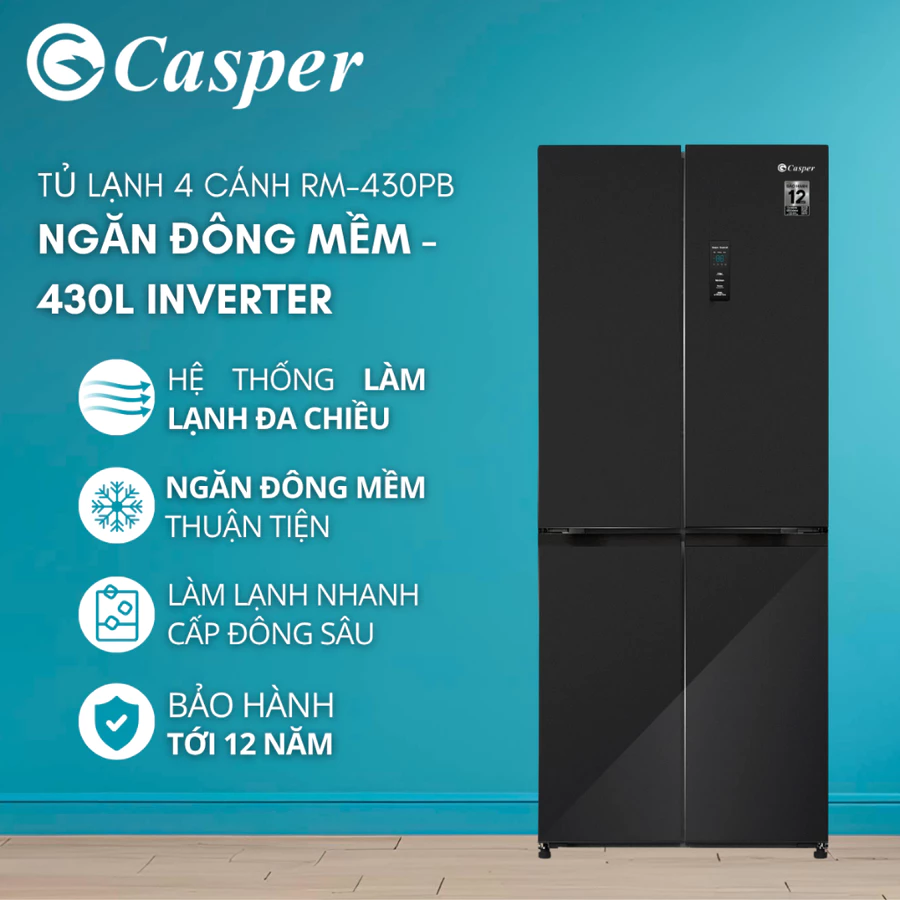 Casper
TỦ LẠNH 4 CÁNH RM-430PB
NGĂN ĐÔNG MỀM -
430L INVERTER
HỆ THỐNG LÀM
LẠNH ĐA CHIỀU
NGĂN ĐÔNG MỀM
THUẬN TIỆN
LÀM LẠNH NHANH
CẤP ĐÔNG SÂU
BẢO HÀNH
TỚI 12 NĂM
Casper
12